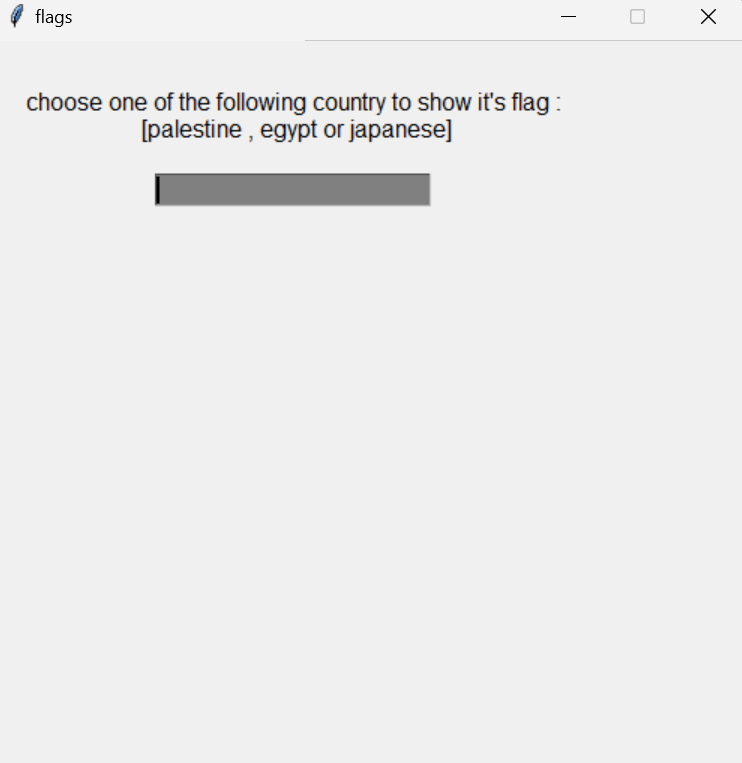 flags
choose one of the following country to show it's flag :
[palestine , egypt or japanese]